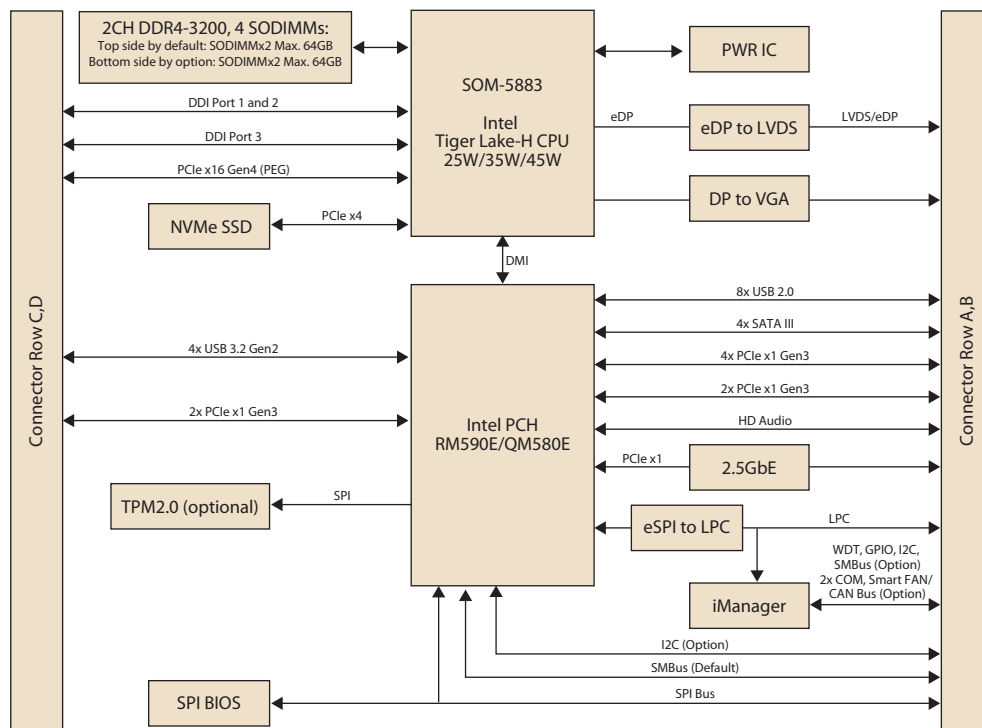 2CH DDR4-3200, 4 SODIMMs:
Top side by default: SODIMMx2 Max. 64GB
Bottom side by option: SODIMMx2 Max. 64GB
SOM-5883
Intel
Tiger Lake-H CPU
25W/35W/45W
PWR IC
DDI Port 1 and 2
DDI Port 3
PCIe x16 Gen4 (PEG)
eDP
eDP to LVDS
LVDS/eDP
DP to VGA
NVMe SSD
PCIe x4
DMI
Connector Row C,D
Connector Row A,B
4x USB 3.2 Gen2
2x PCIe x1 Gen3
Intel PCH
RM590E/QM580E
8x USB 2.0
4x SATA III
4x PCIe x1 Gen3
2x PCIe x1 Gen3
HD Audio
PCIe x1
2.5GbE
TPM2.0 (optional)
SPI
eSPI to LPC
LPC
WDT, GPIO, I2C,
SMBus (Option)
2x COM, Smart FAN/
CAN Bus (Option)
iManager
I2C (Option)
SMBus (Default)
SPI BIOS
SPI Bus